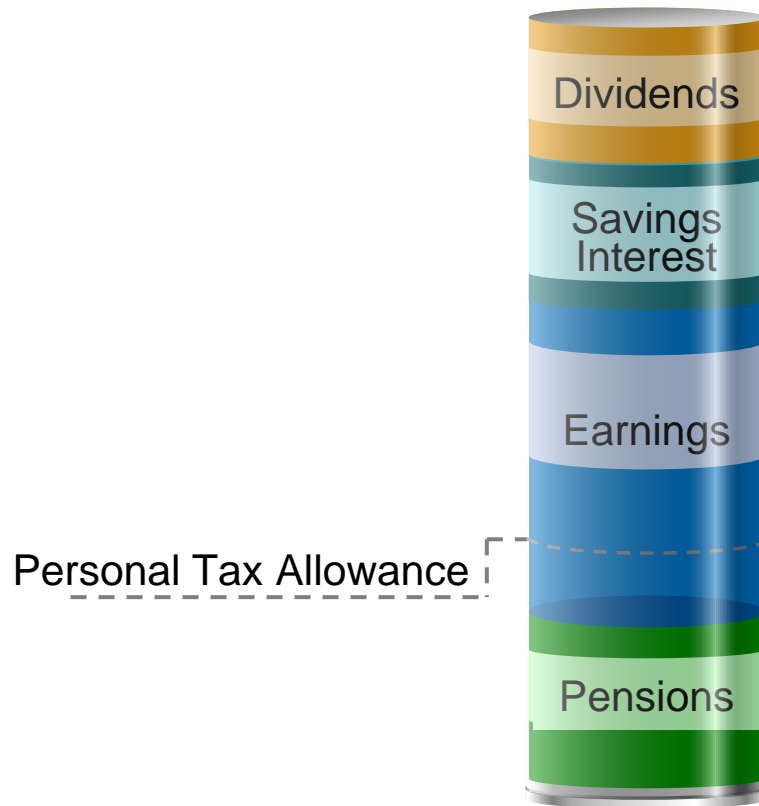 Dividends
Savings
Interest
Earnings
Personal Tax Allowance
Pensions